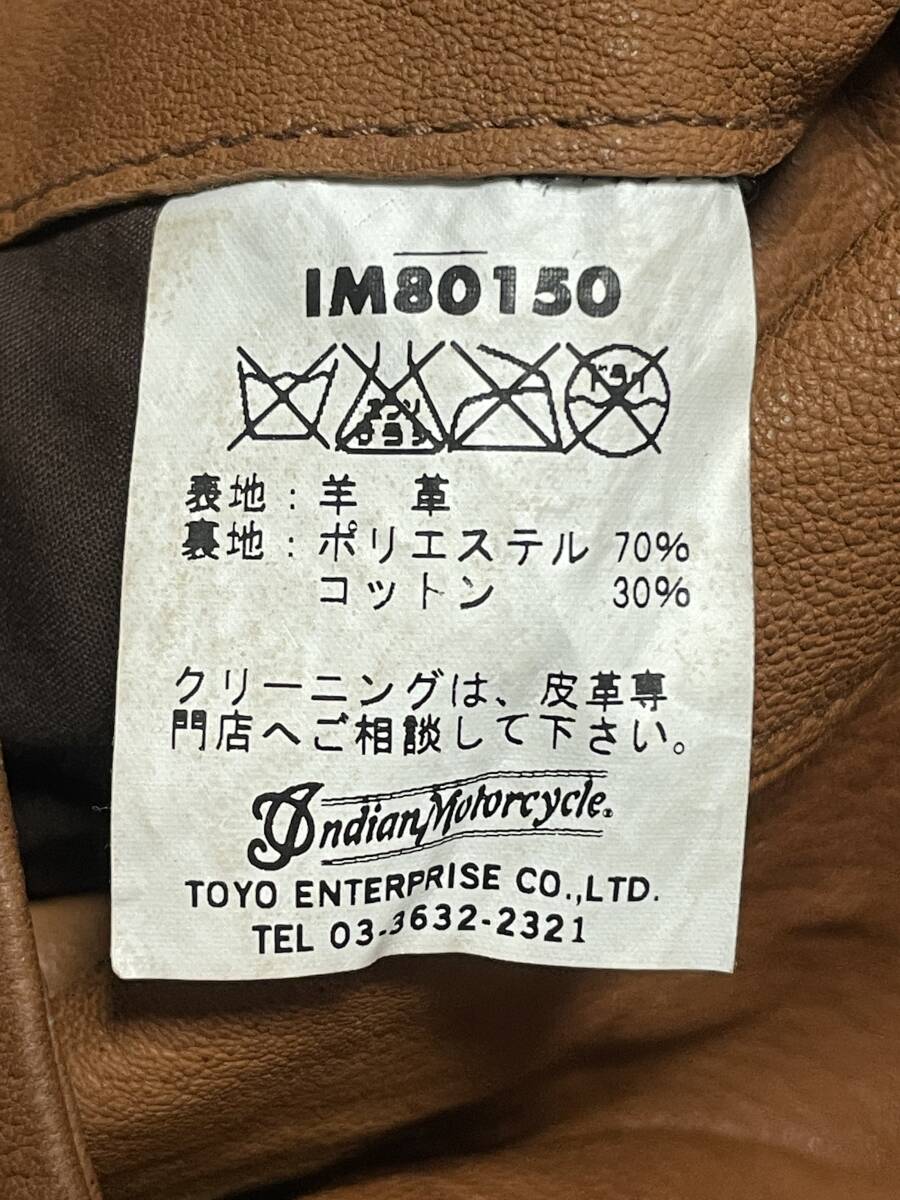 IM80150
表地：羊 革
裏地：ポリエステル 70%
コットン 30%
クリーニングは、皮革専
門店へご相談して下さい。
Indian Motorcycle.
TOYO ENTERPRISE CO.,LTD.
TEL 03-3632-2321